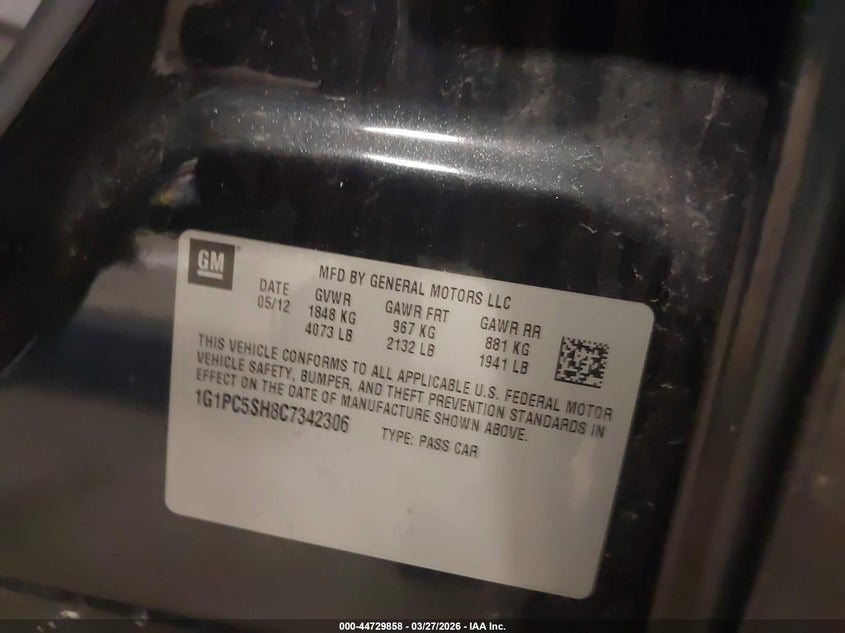 GM
MFD BY GENERAL MOTORS LLC
DATE GVWR GAWR FRT GAWR RR
05/12 1848 KG 967 KG 881 KG
4073 LB 2132 LB 1941 LB
THIS VEHICLE CONFORMS TO ALL APPLICABLE U.S. FEDERAL MOTOR
VEHICLE SAFETY, BUMPER, AND THEFT PREVENTION STANDARDS IN
EFFECT ON THE DATE OF MANUFACTURE SHOWN ABOVE.
1G1PC5SH8C7342306 TYPE: PASS CAR
000-44729858 - 03/27/2026 - IAA Inc.